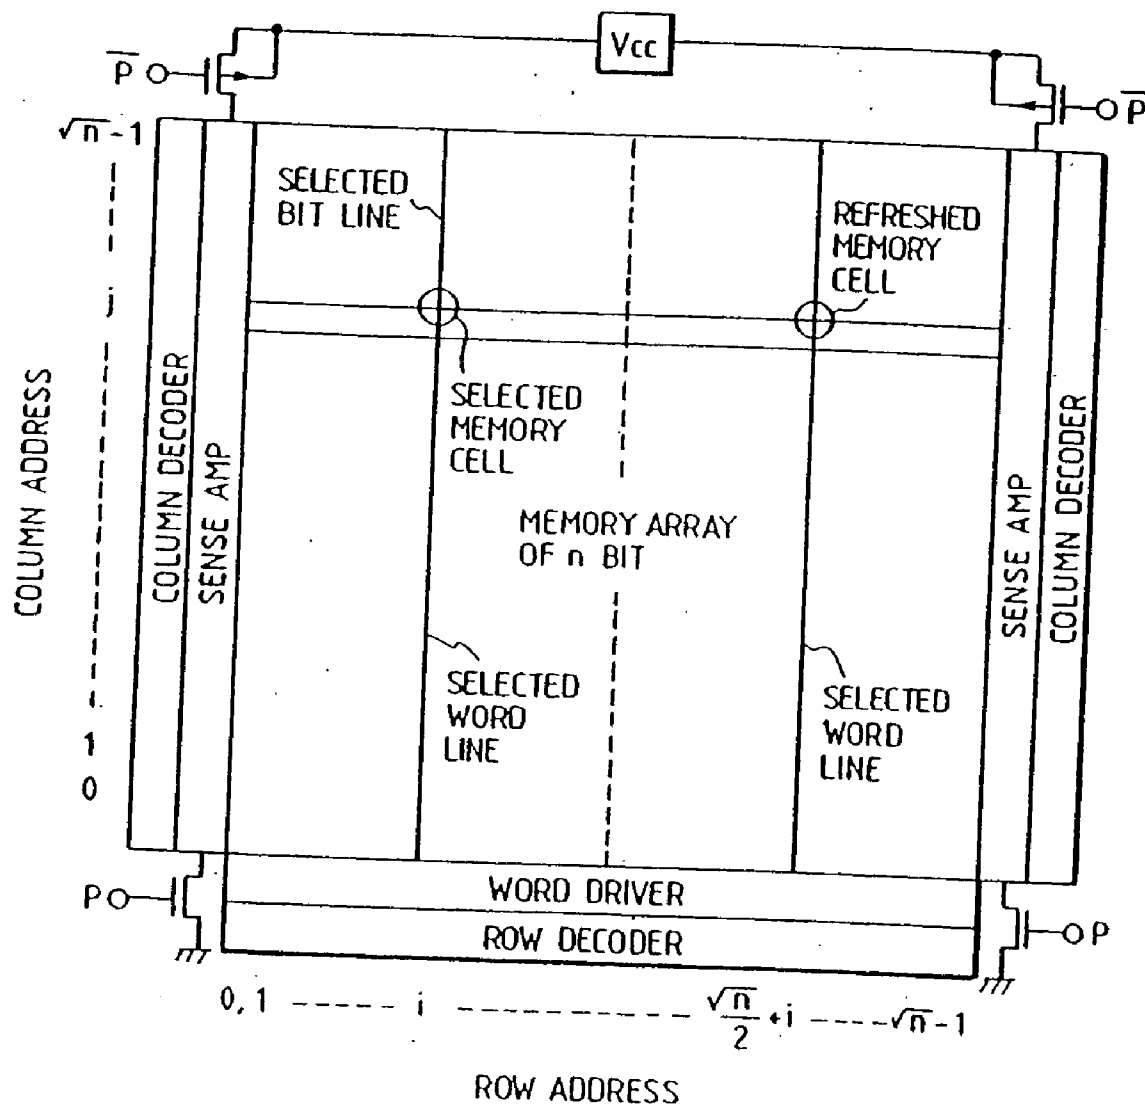 Vcc
P
P
√n-1
SELECTED
BIT LINE
REFRESHED
MEMORY
CELL
j
SELECTED
MEMORY
CELL
COLUMN ADDRESS
COLUMN DECODER
SENSE AMP
SENSE AMP
COLUMN DECODER
MEMORY ARRAY
OF n BIT
SELECTED
WORD
LINE
SELECTED
WORD
LINE
1
0
P
WORD DRIVER
ROW DECODER
P
0, 1 ----- i ----------- √n/2 +i -----√n-1
ROW ADDRESS